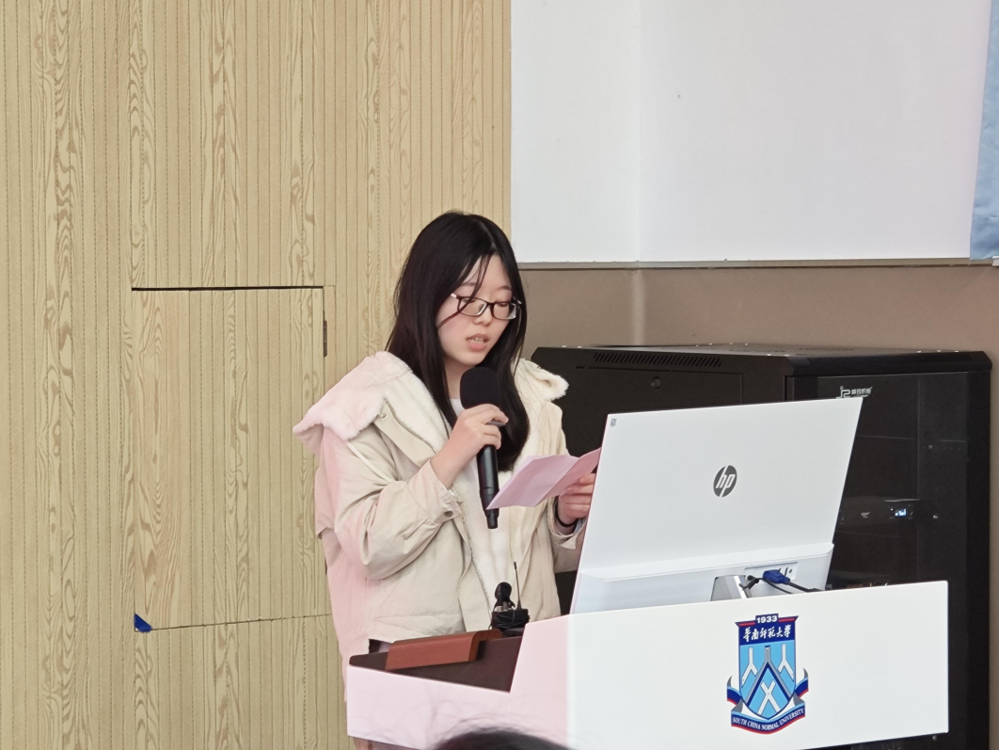 hp
1933
華南師範大學
SOUTH CHINA NORMAL UNIVERSITY